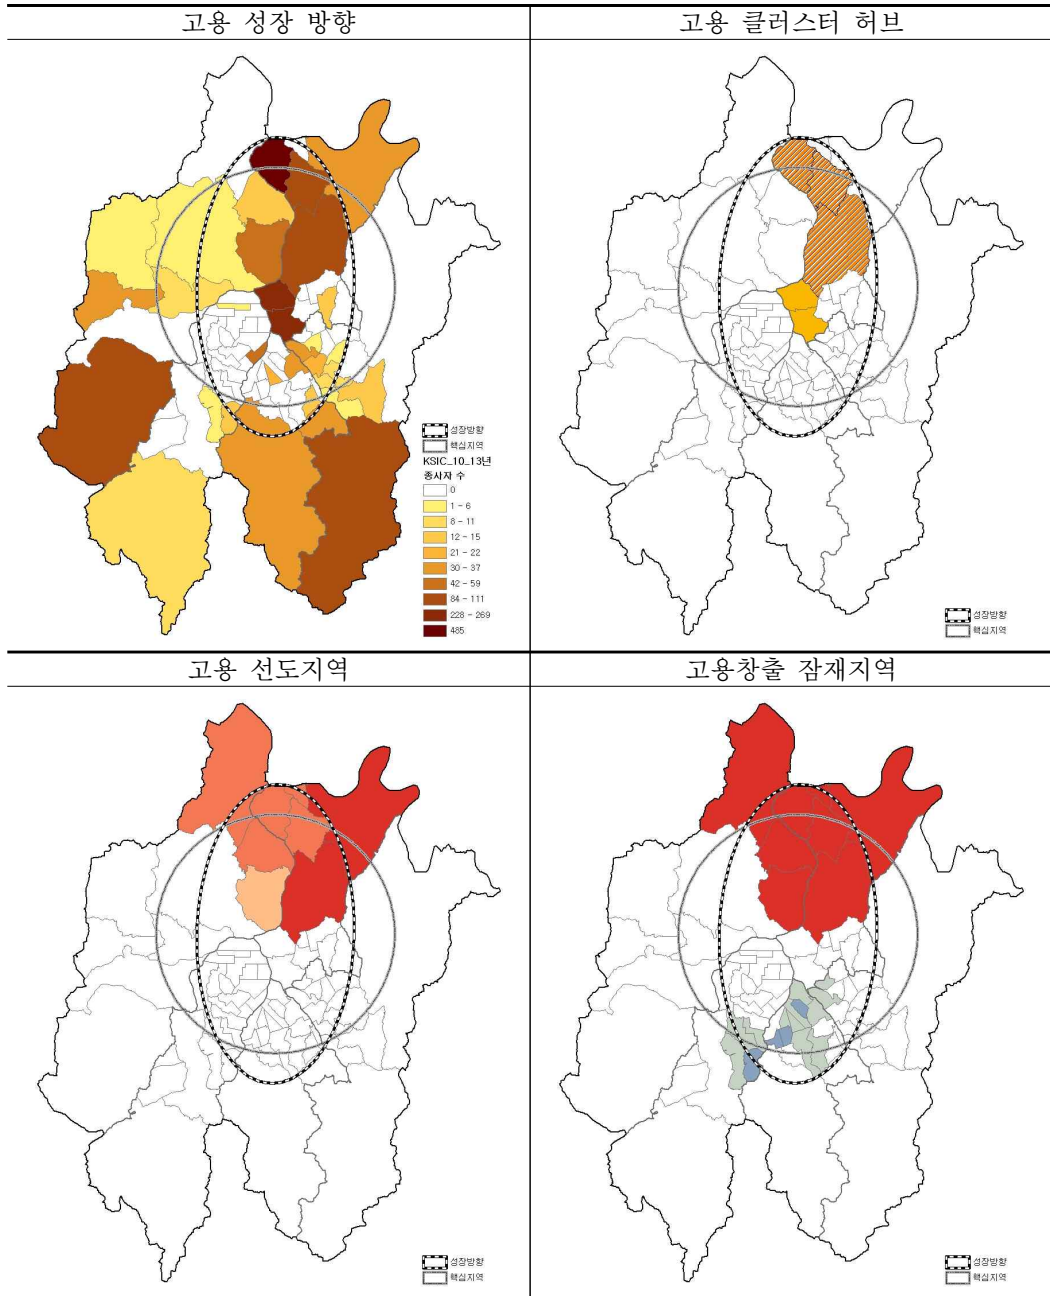 고용 성장 방향
고용 클러스터 허브
성장방향
핵심지역
KSIC_10_13년
종사자 수
0
1 - 6
8 - 11
12 - 15
21 - 22
30 - 37
42 - 59
84 - 111
228 - 269
485
성장방향
핵심지역
고용 선도지역
고용창출 잠재지역
성장방향
핵심지역
성장방향
핵심지역